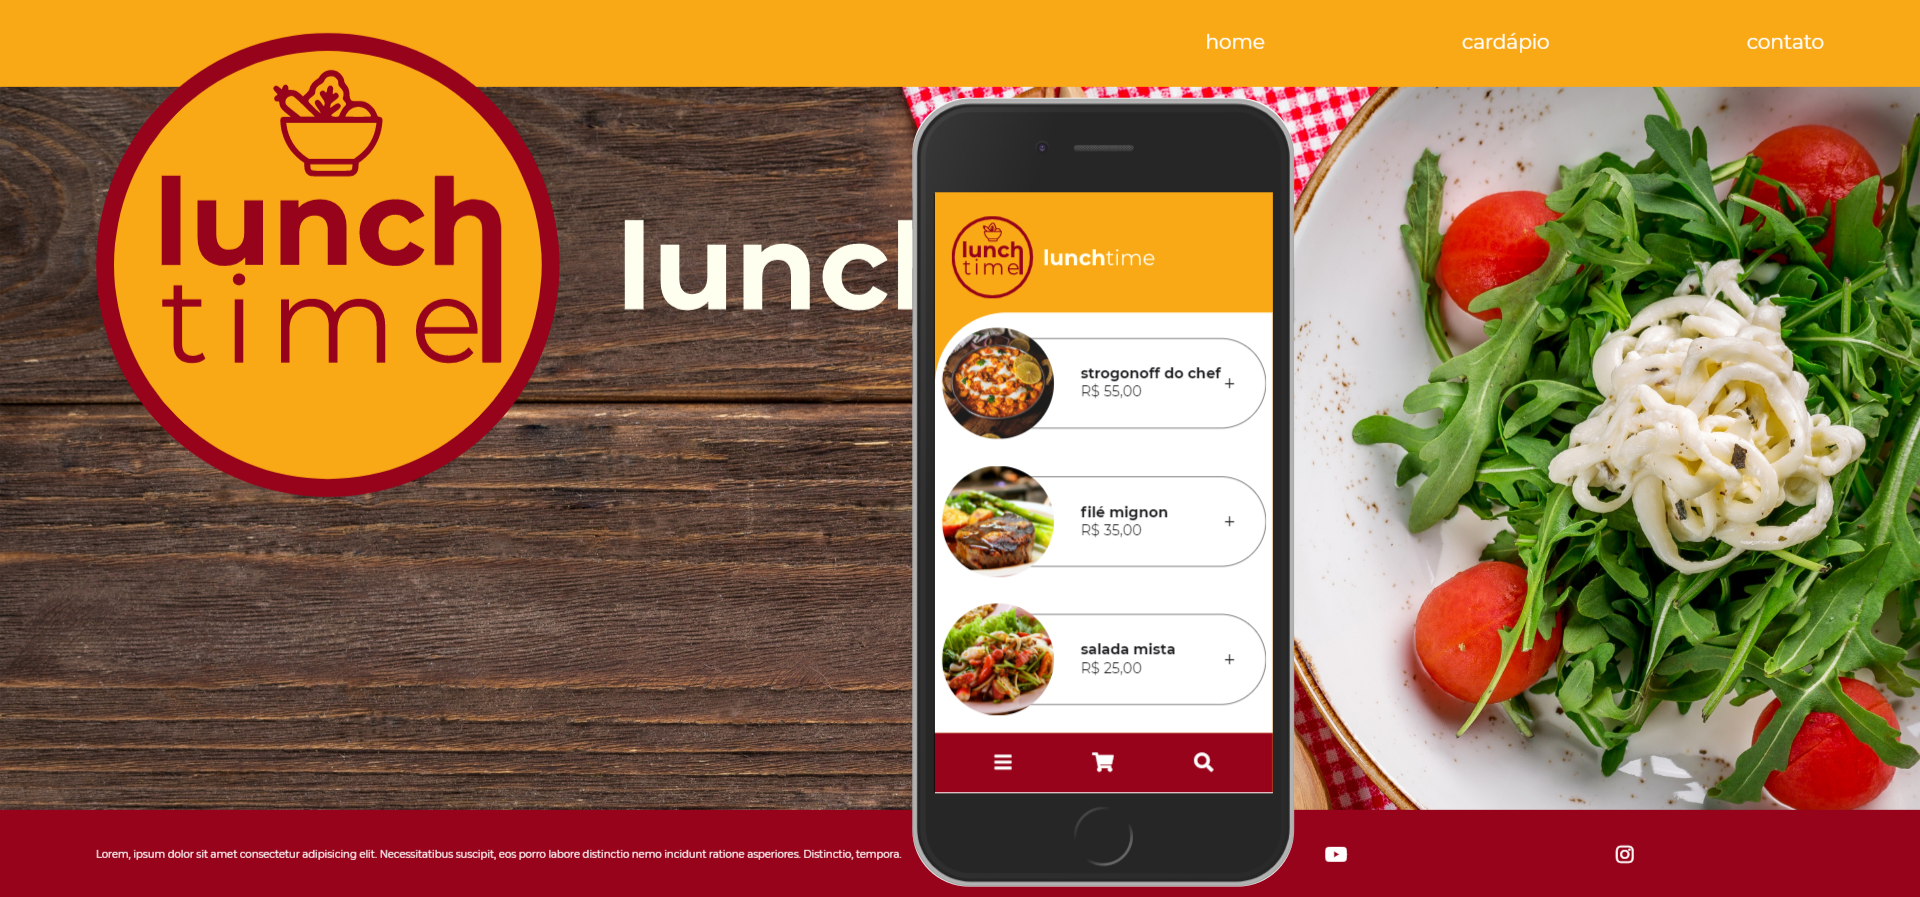 home
cardápio
contato
lunch
time
lunch
lunch
time
lunchtime
strogonoff do chef
R$ 55,00
+
filé mignon
R$ 35,00
+
salada mista
R$ 25,00
+
Lorem, ipsum dolor sit amet consectetur adipisicing elit. Necessitatibus suscipit, eos porro labore distinctio nemo incidunt ratione asperiores. Distinctio, tempora.